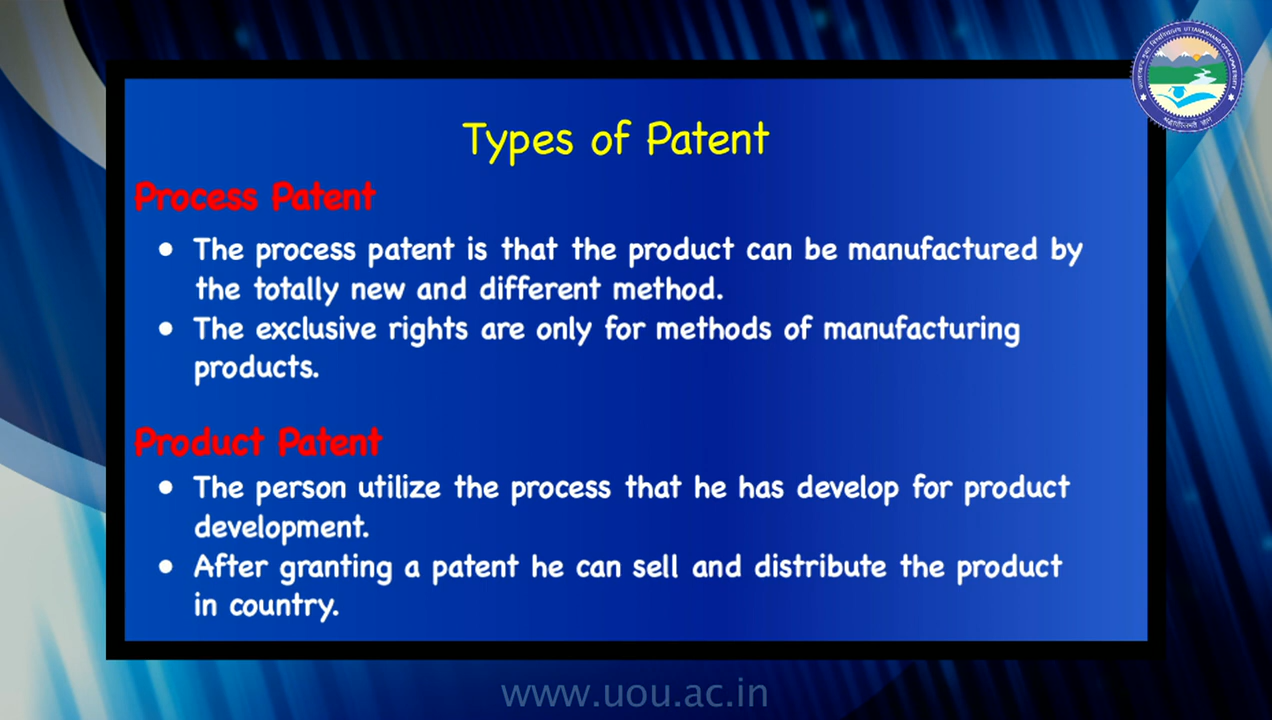 Types of Patent
Process Patent
• The process patent is that the product can be manufactured by
the totally new and different method.
• The exclusive rights are only for methods of manufacturing
products.
Product Patent
• The person utilize the process that he has develop for product
development.
• After granting a patent he can sell and distribute the product
in country.
www.uou.ac.in